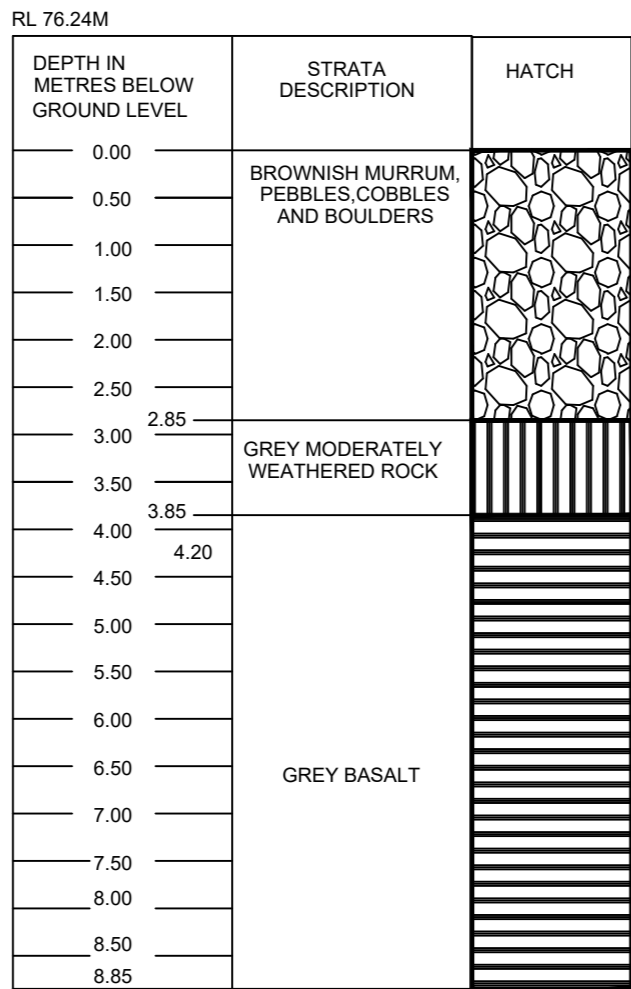 RL 76.24M
DEPTH IN
METRES BELOW
GROUND LEVEL
STRATA
DESCRIPTION
HATCH
0.00
BROWNISH MURRUM,
PEBBLES,COBBLES
AND BOULDERS
0.50
1.00
1.50
2.00
2.50
2.85
3.00
GREY MODERATELY
WEATHERED ROCK
3.50
3.85
4.00
4.20
4.50
5.00
5.50
6.00
6.50
GREY BASALT
7.00
7.50
8.00
8.50
8.85